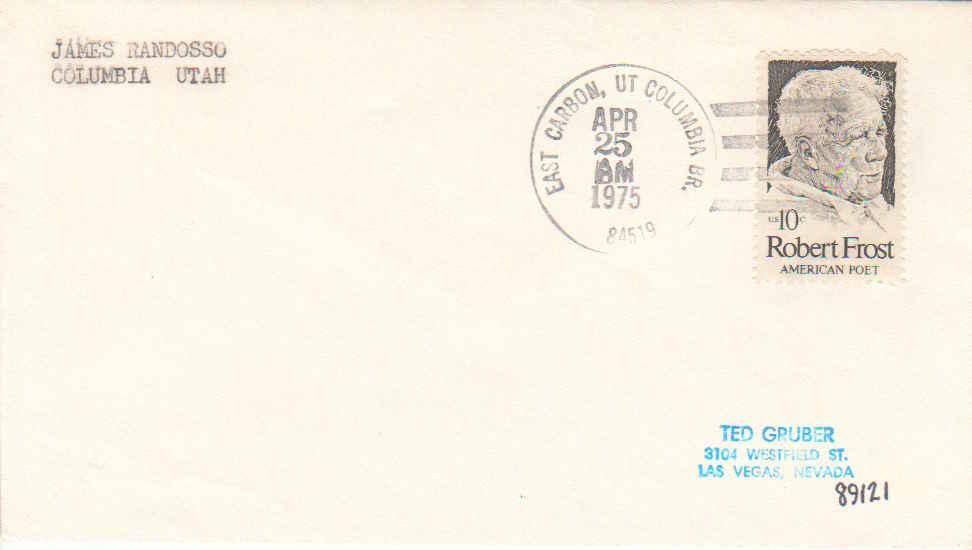 JAMES RANDOSSO
COLUMBIA UTAH
EAST CARBON, UT COLUMBIA BR.
APR
25
AM
1975
84519
US 10c
Robert Frost
AMERICAN POET
TED GRUBER
3104 WESTFIELD ST.
LAS VEGAS, NEVADA
89121